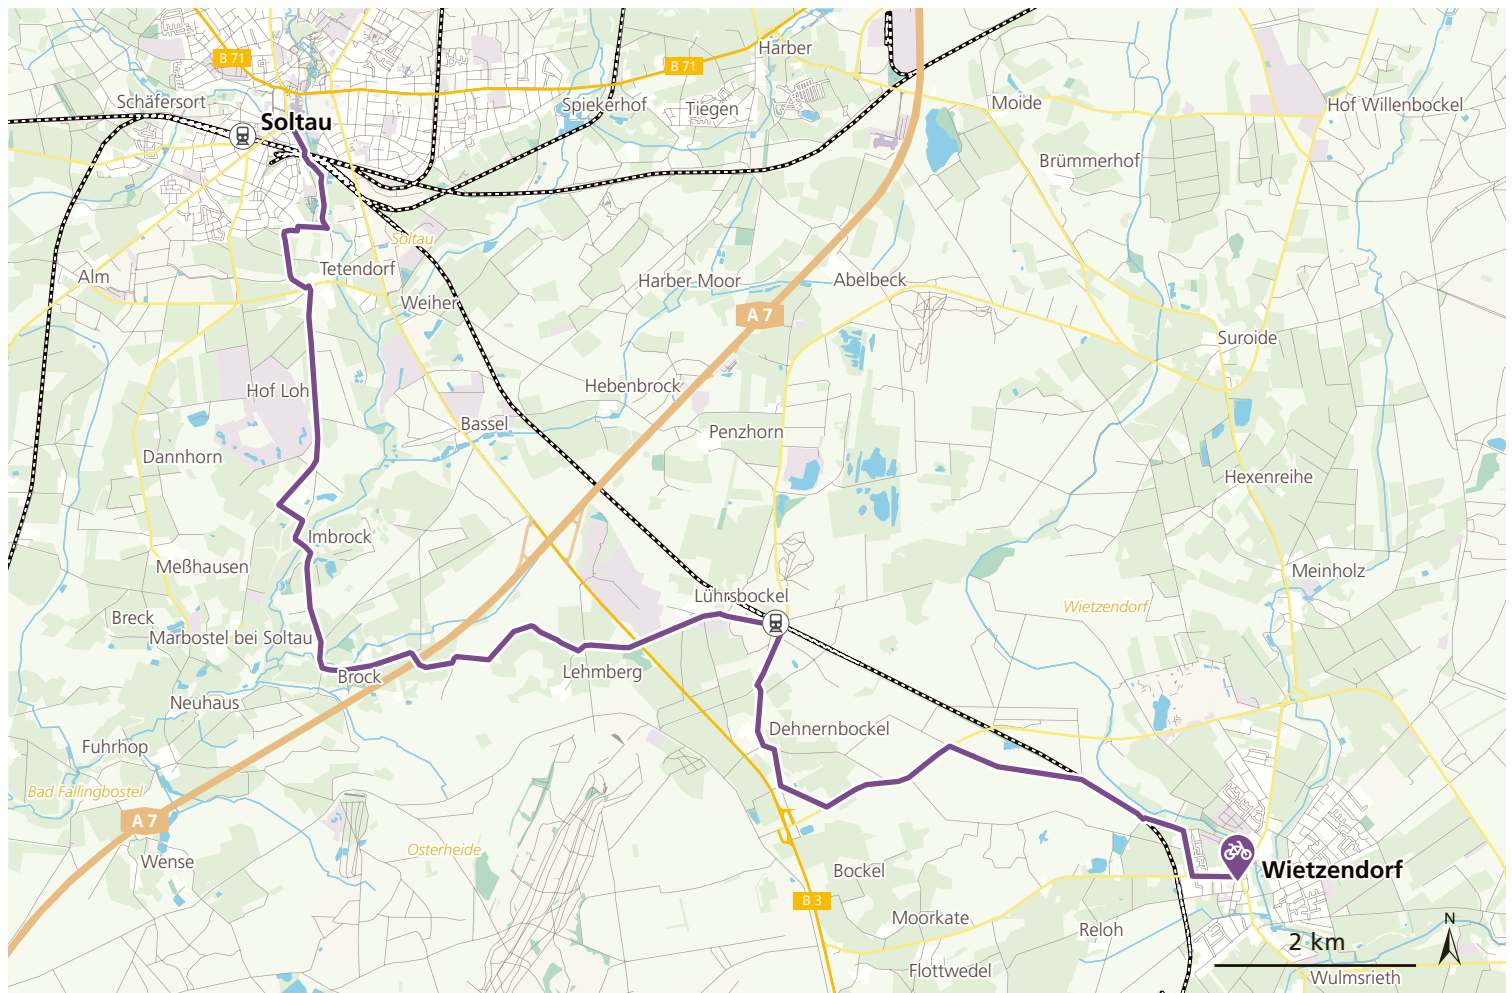 Harber
B 71
B 71
Schäfersort
Spiekerhof
Tiegen
Moide
Hof Willenbockel
Soltau
Brümmerhof
Soltau
Alm
Tetendorf
Harber Moor
Abelbeck
Weiher
A 7
Suroide
Hof Loh
Hebenbrock
Bassel
Penzhorn
Dannhorn
Hexenreihe
Imbrock
Meßhausen
Meinholz
Lührsbockel
Wietzendorf
Breck
Marbostel bei Soltau
Brock
Lehmberg
Neuhaus
Dehnernbockel
Fuhrhop
Bad Fallingbostel
A 7
Osterheide
Wense
Bockel
Wietzendorf
B 3
Moorkate
Reloh
N
2 km
Flottwedel
Wulmsrieth